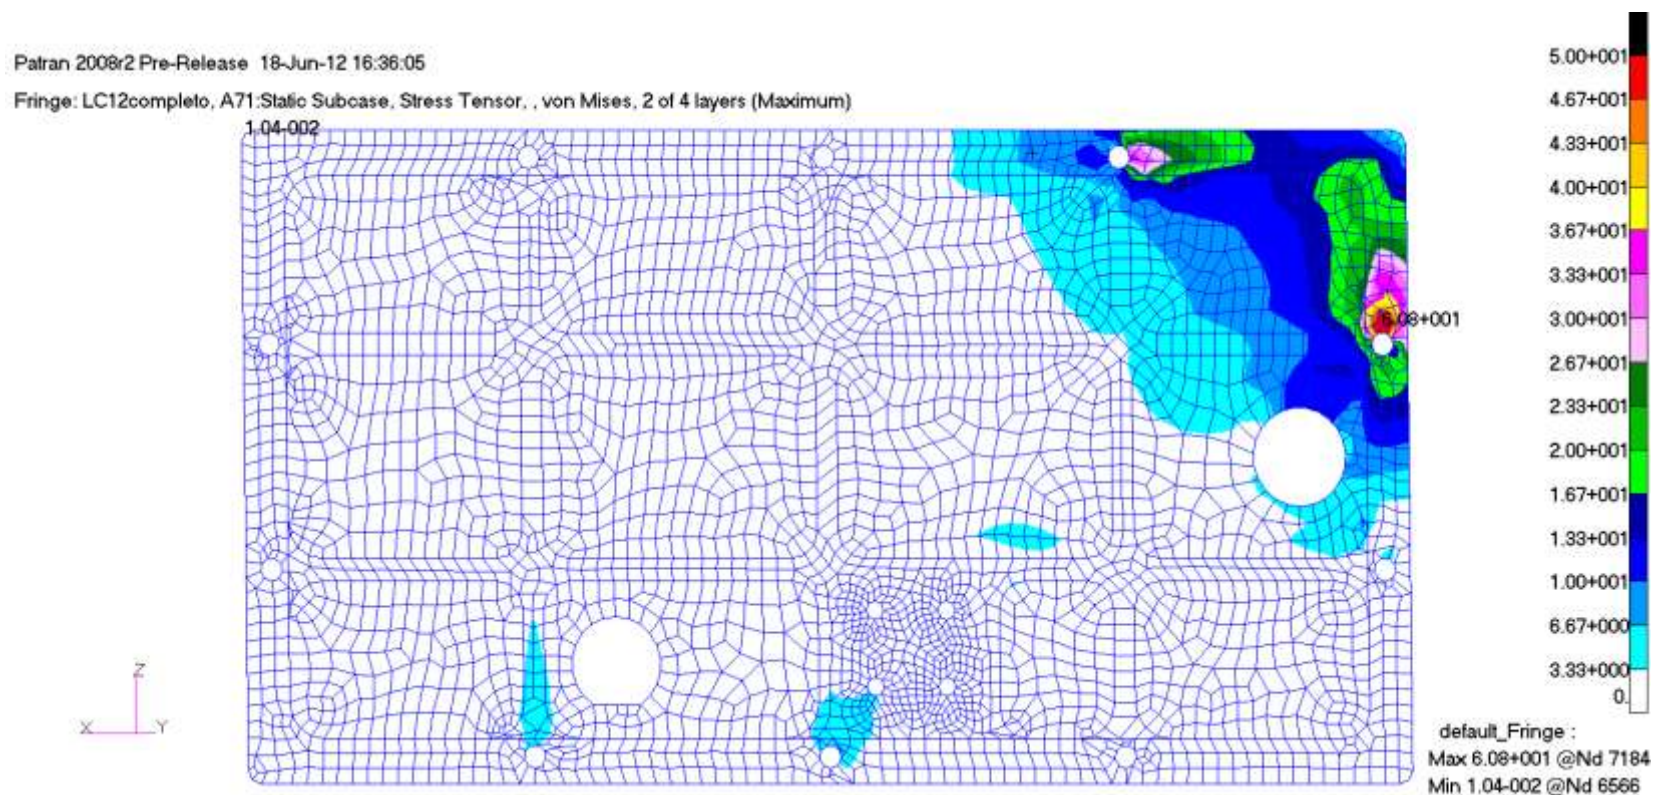 Patran 2008r2 Pre-Release 18-Jun-12 16:36:05
Fringe: LC12completo, A71:Static Subcase, Stress Tensor, , von Mises, 2 of 4 layers (Maximum)
1.04-002
6.08+001
5.00+001
4.67+001
4.33+001
4.00+001
3.67+001
3.33+001
3.00+001
2.67+001
2.33+001
2.00+001
1.67+001
1.33+001
1.00+001
6.67+000
3.33+000
0.
Z
X
Y
default_Fringe :
Max 6.08+001 @Nd 7184
Min 1.04-002 @Nd 6566